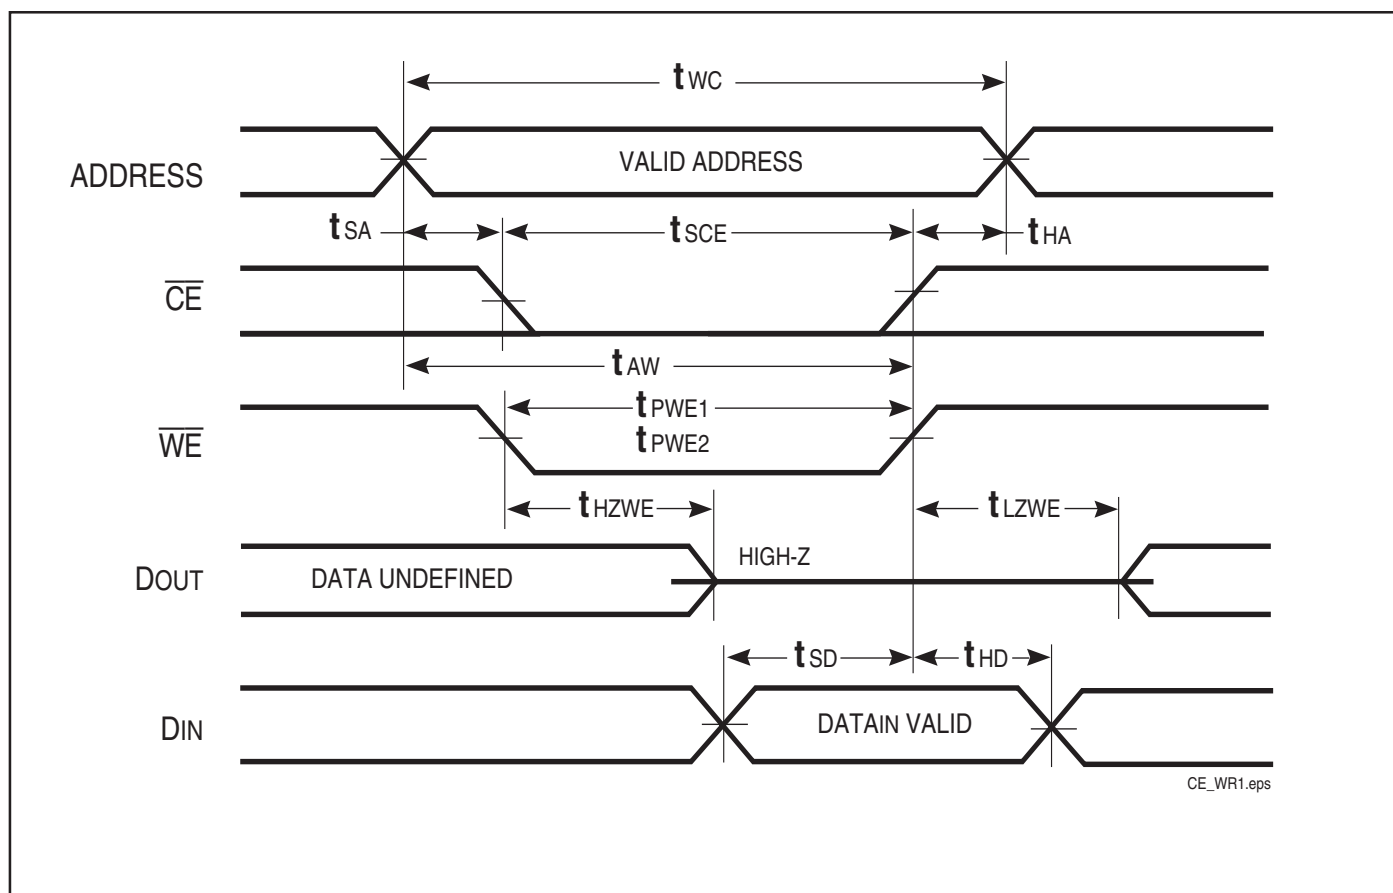 tWC
ADDRESS
VALID ADDRESS
tSA
tSCE
tHA
CE
tAW
WE
tPWE1
tPWE2
tHZWE
tLZWE
DOUT
DATA UNDEFINED
HIGH-Z
tSD
tHD
DIN
DATAIN VALID
CE_WR1.eps